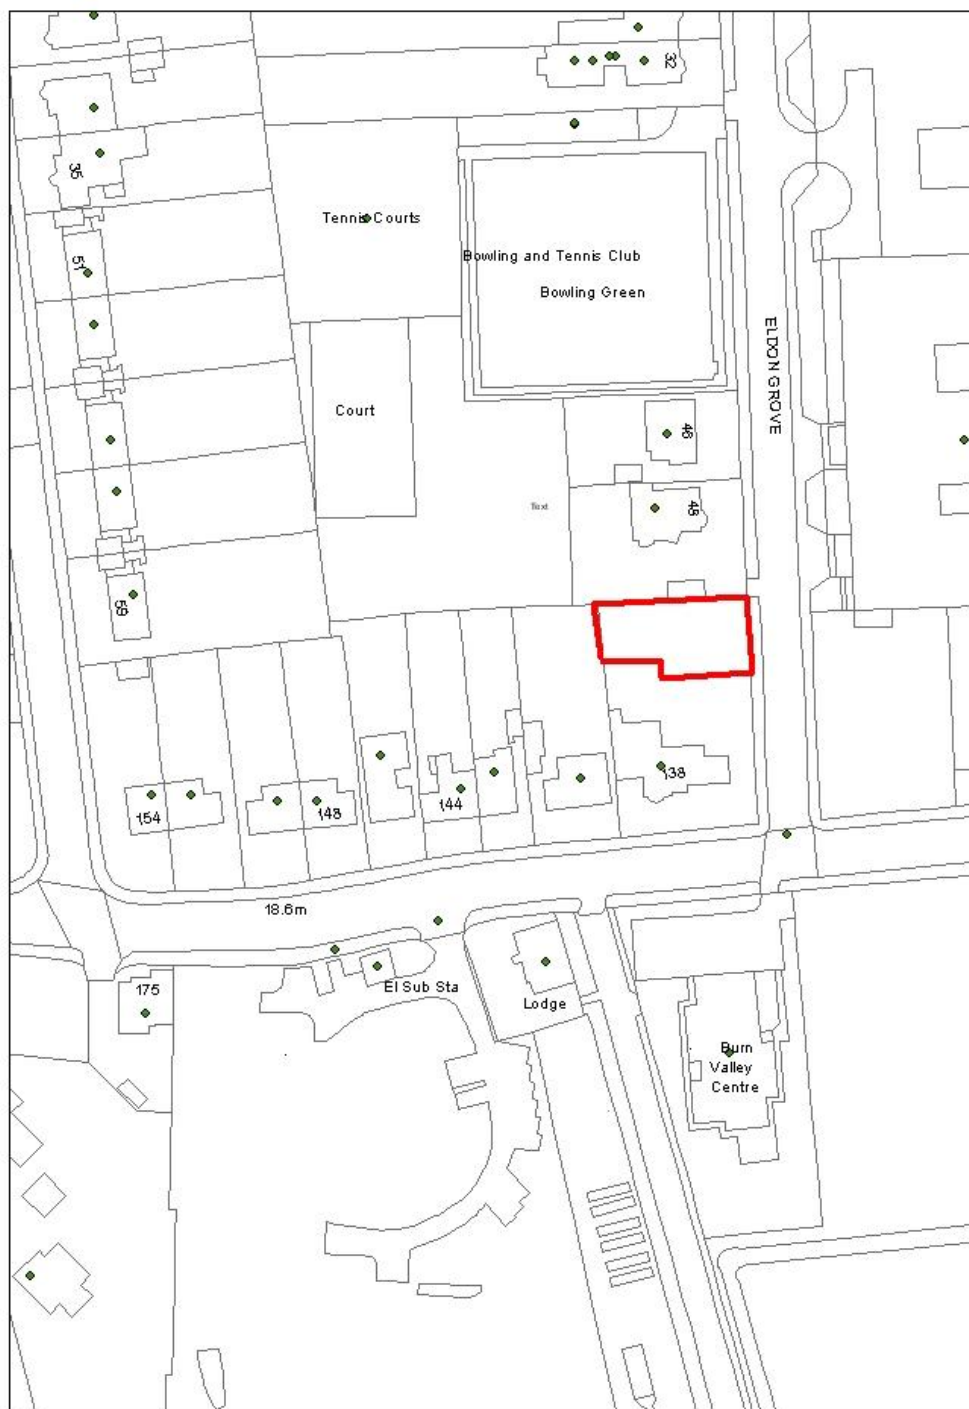 32
35
Tennis Courts
51
Bowling and Tennis Club
Bowling Green
ELDON GROVE
Court
46
48
Text
59
138
154
148
144
18.6m
175
El Sub Sta
Lodge
Burn
Valley
Centre